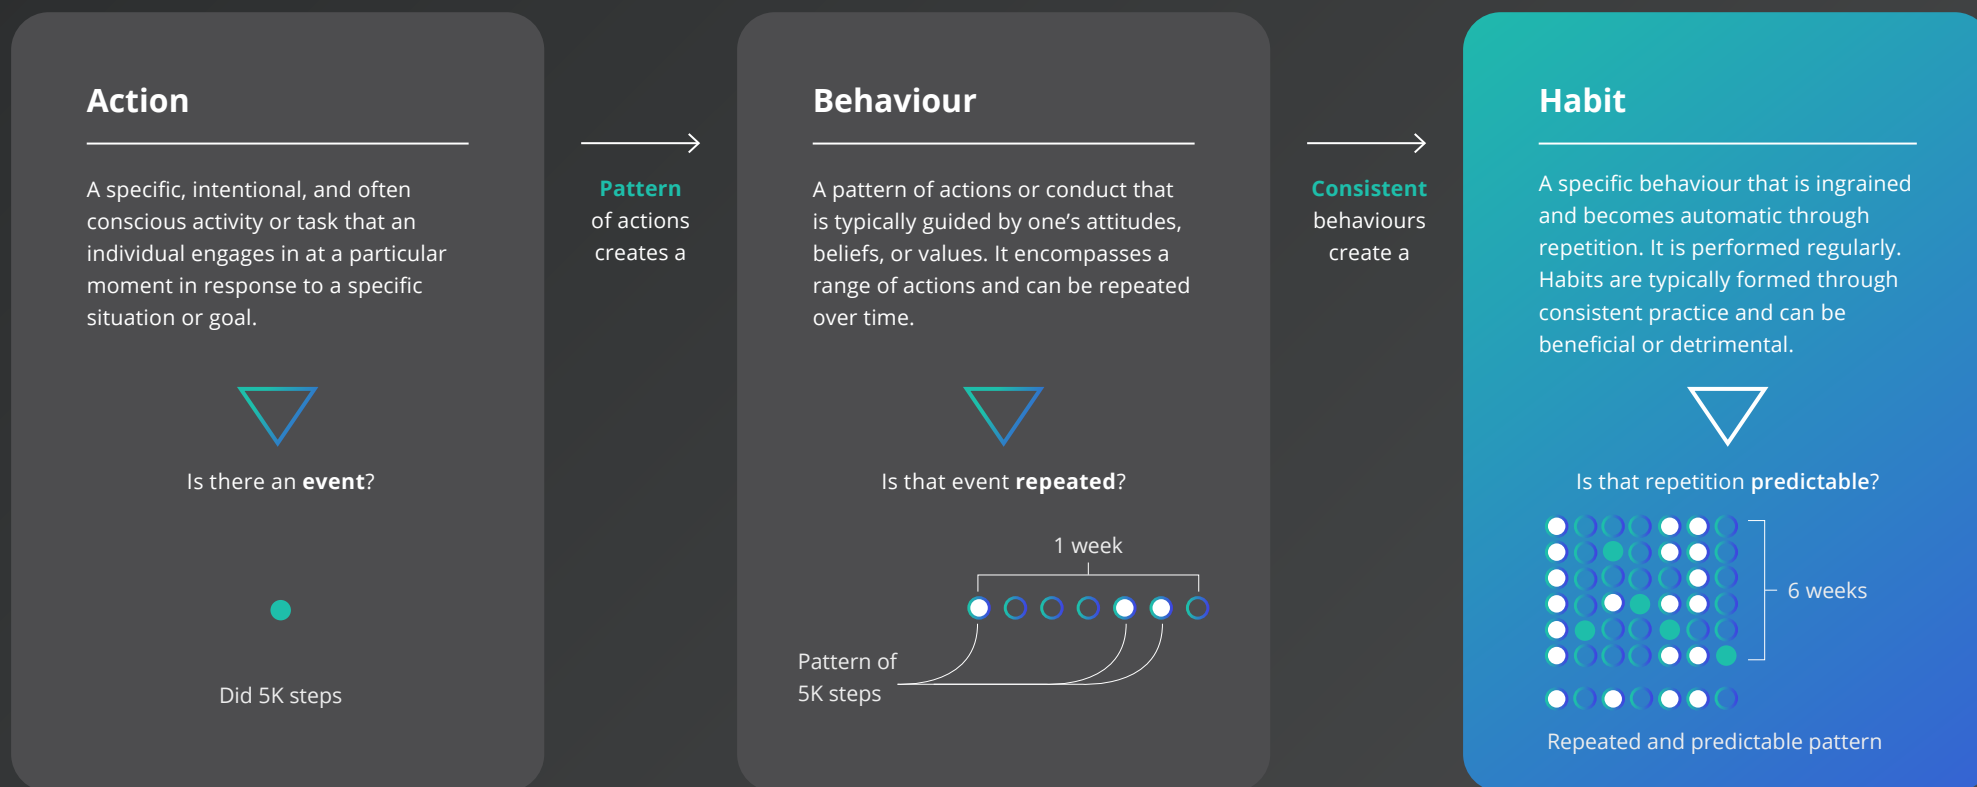 Action
A specific, intentional, and often
conscious activity or task that an
individual engages in at a particular
moment in response to a specific
situation or goal.
Is there an event?
Did 5K steps
Pattern
of actions
creates a
Behaviour
A pattern of actions or conduct that
is typically guided by one’s attitudes,
beliefs, or values. It encompasses a
range of actions and can be repeated
over time.
Is that event repeated?
1 week
Pattern of
5K steps
Consistent
behaviours
create a
Habit
A specific behaviour that is ingrained
and becomes automatic through
repetition. It is performed regularly.
Habits are typically formed through
consistent practice and can be
beneficial or detrimental.
Is that repetition predictable?
6 weeks
Repeated and predictable pattern